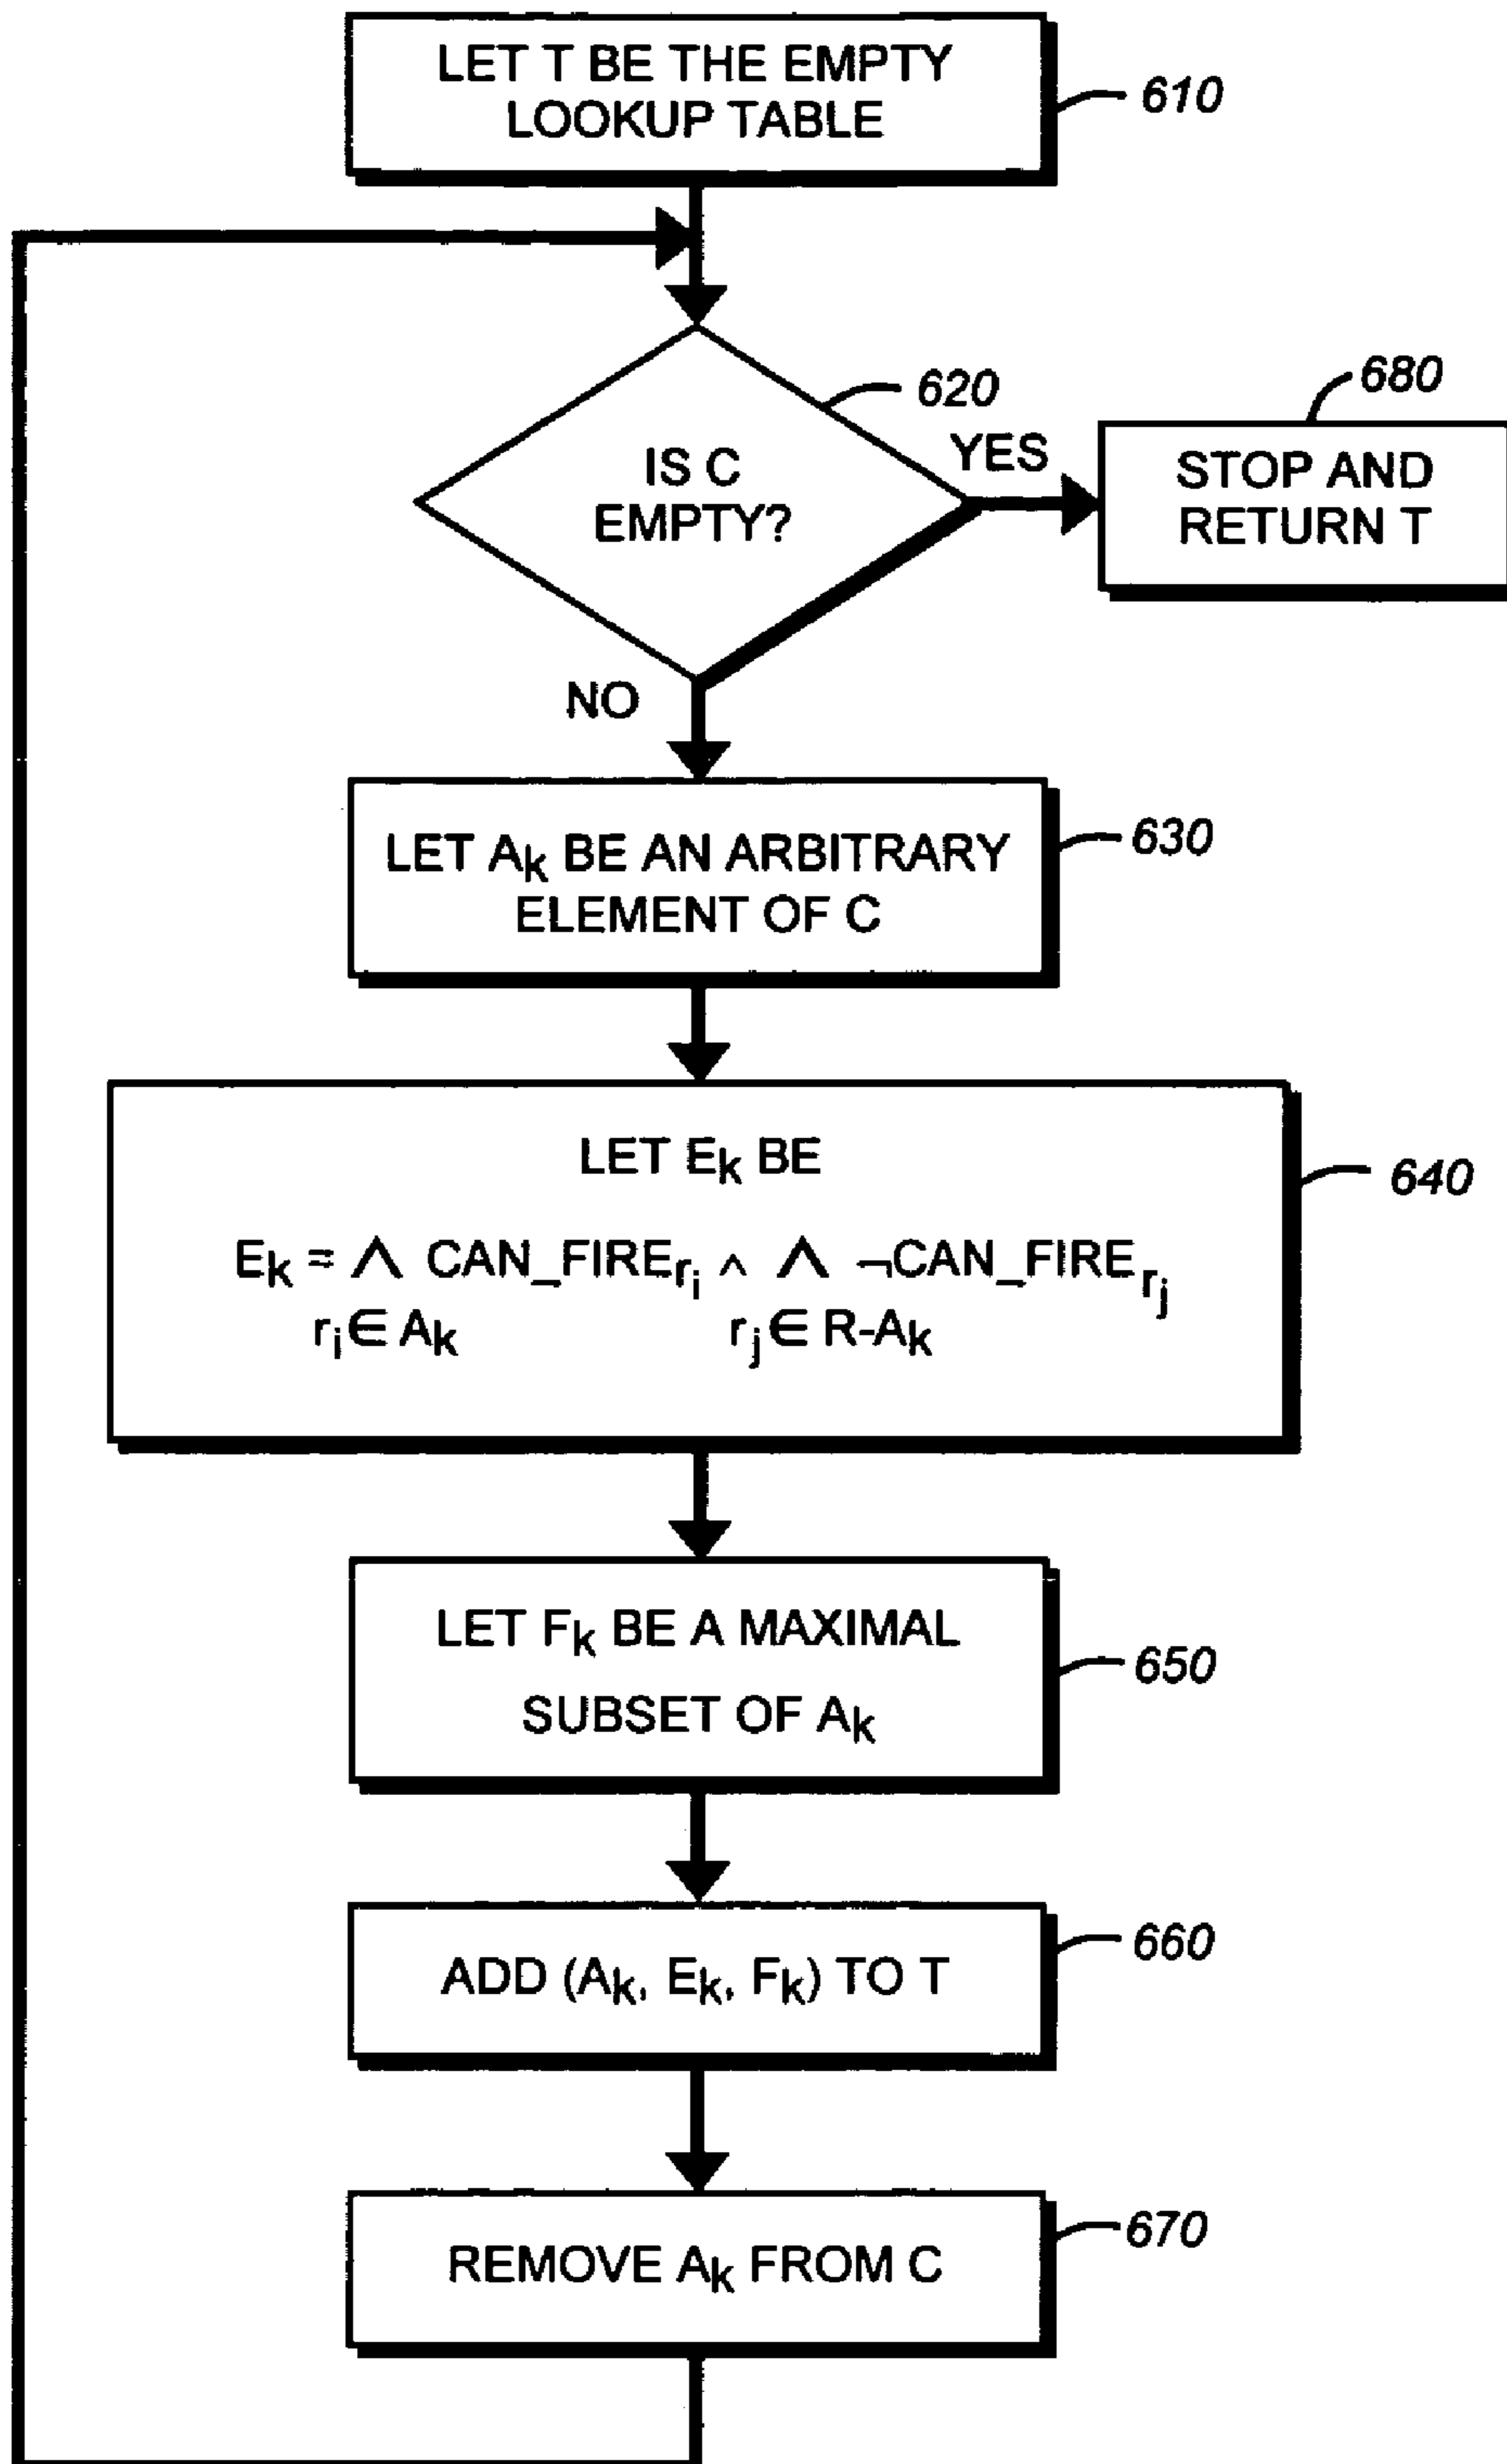 LET T BE THE EMPTY
LOOKUP TABLE
610
620
680
IS C
EMPTY?
YES
STOP AND
RETURN T
NO
LET Ak BE AN ARBITRARY
ELEMENT OF C
630
LET Ek BE
640
Ek = ∧ CAN_FIREri ∧ ∧ ¬CAN_FIRErj
ri ∈ Ak rj ∈ R-Ak
LET Fk BE A MAXIMAL
SUBSET OF Ak
650
ADD (Ak, Ek, Fk) TO T
660
REMOVE Ak FROM C
670